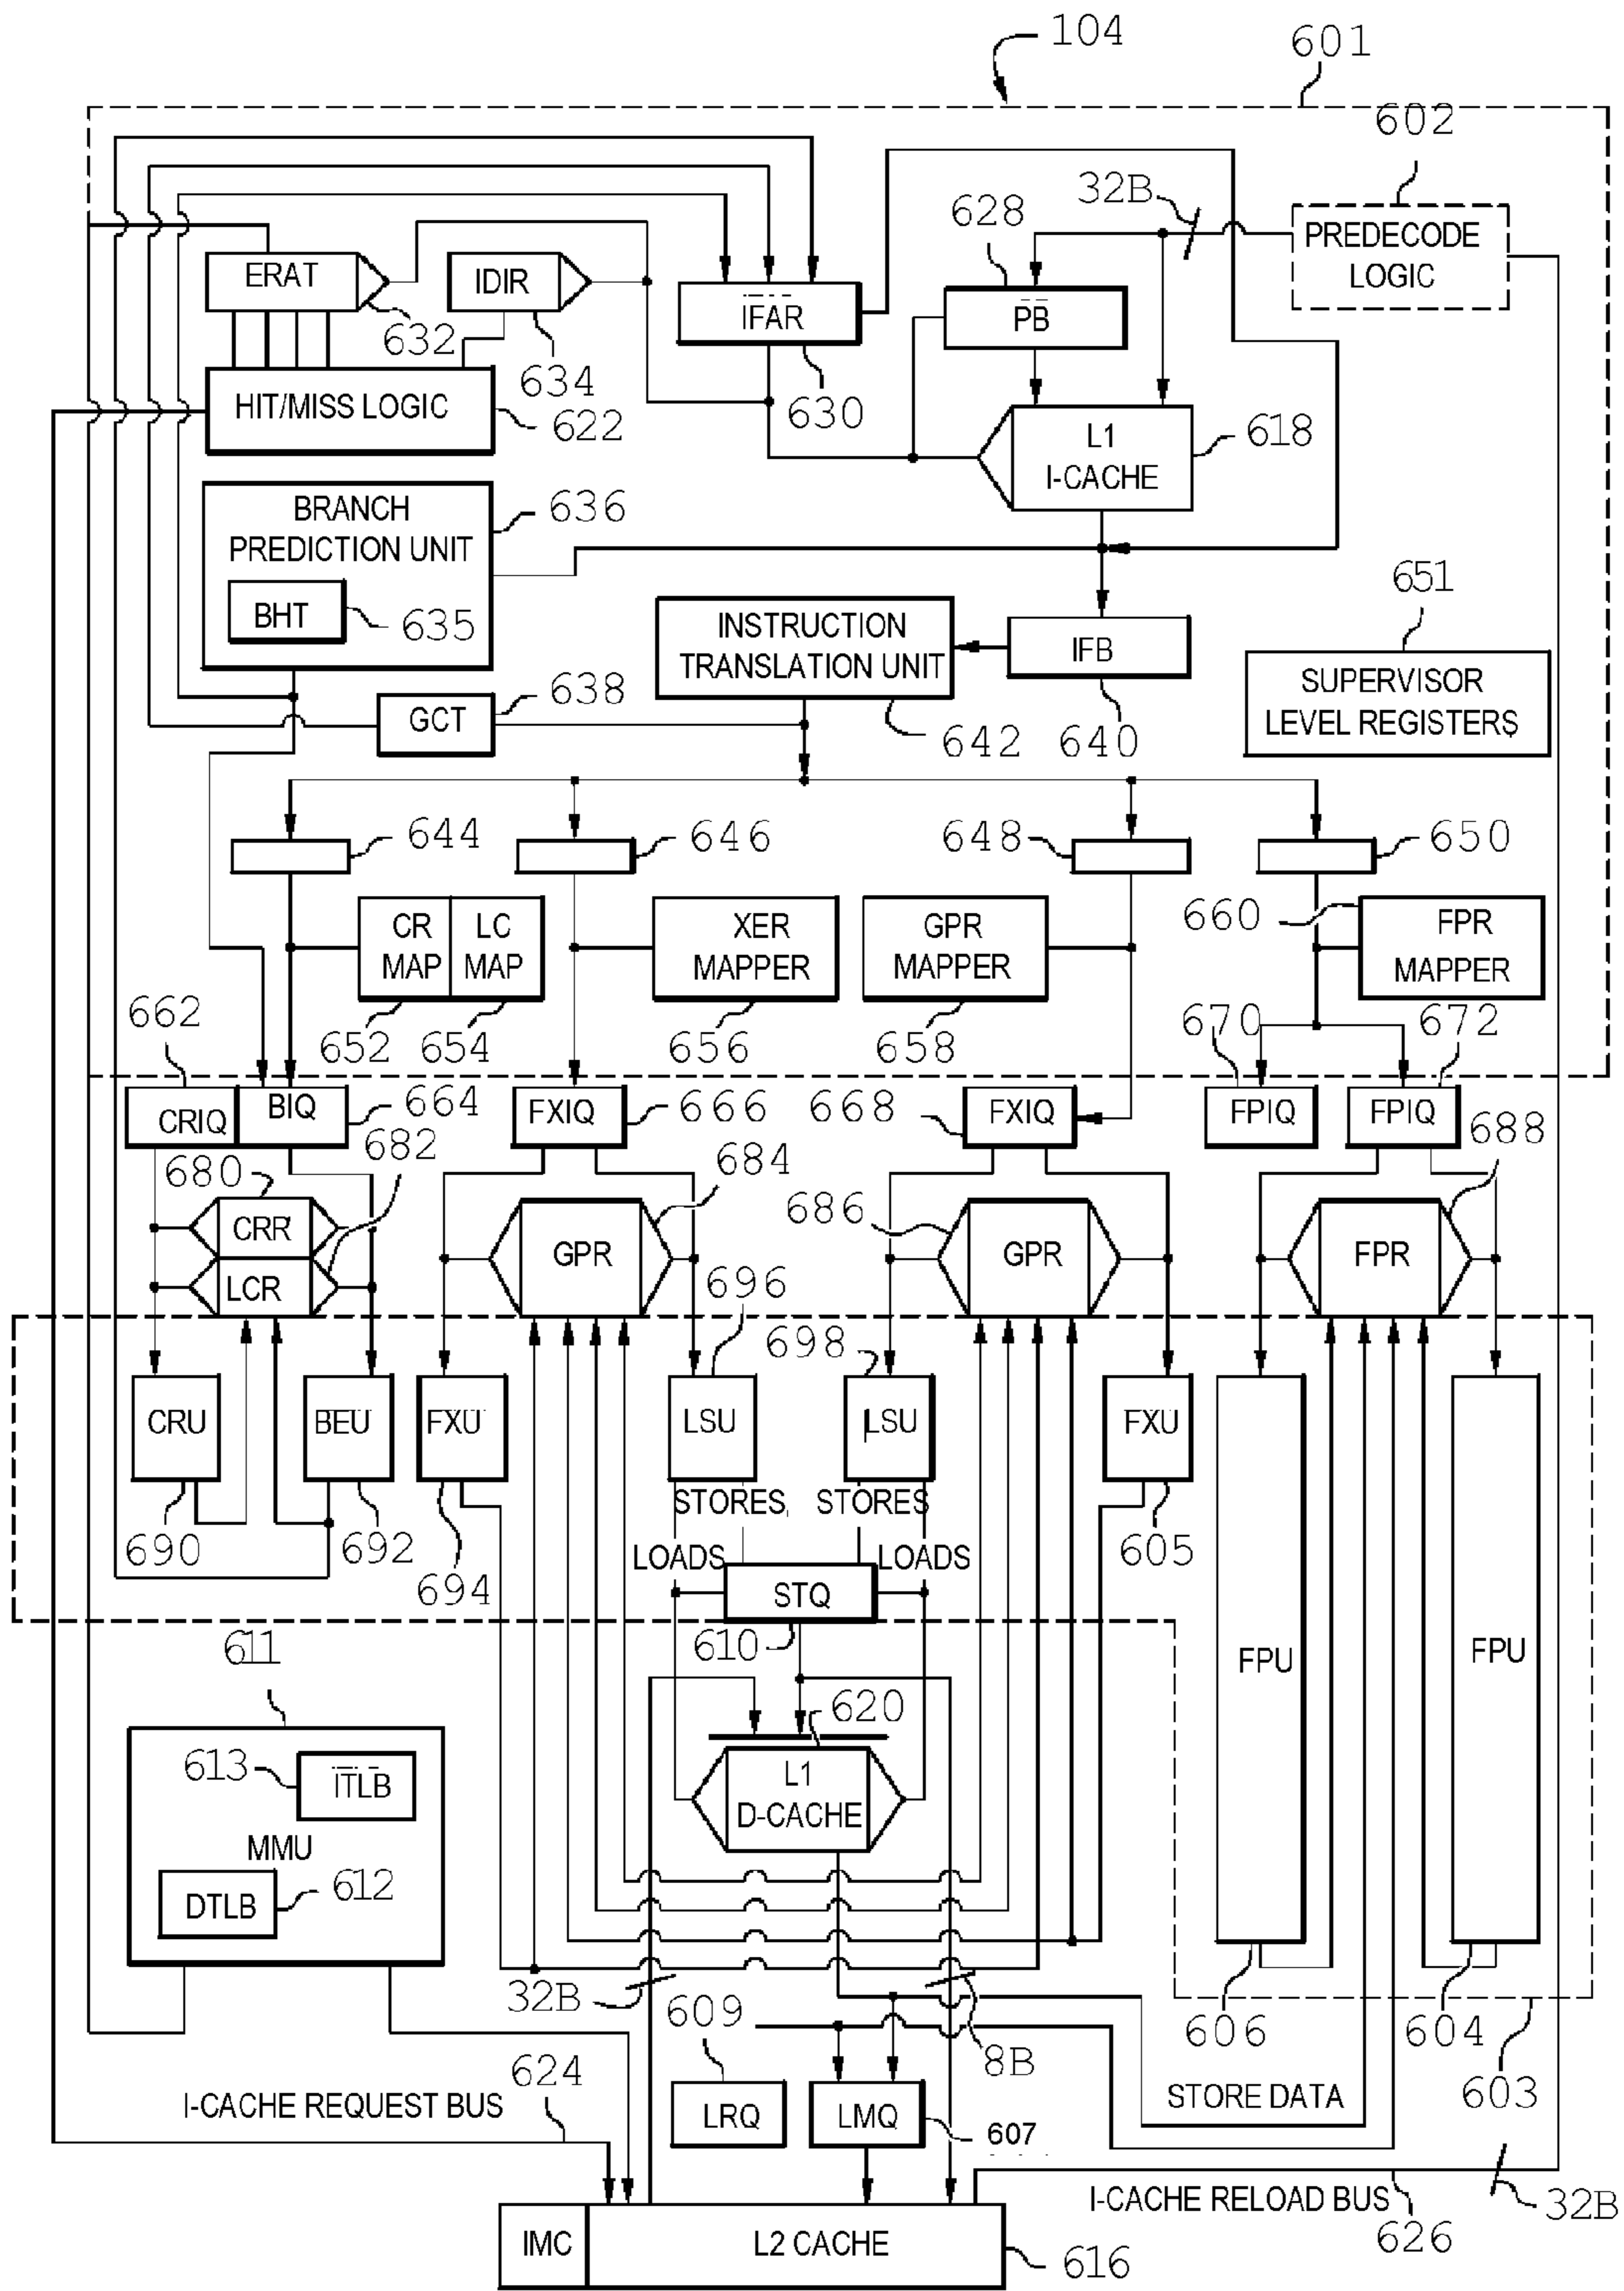 104
601
602
32B
628
PREDECODE
LOGIC
ERAT
IDIR
632
634
IFAR
630
PB
HIT/MISS LOGIC
622
L1
I-CACHE
618
BRANCH
PREDICTION UNIT
636
BHT
635
651
INSTRUCTION
TRANSLATION UNIT
IFB
SUPERVISOR
LEVEL REGISTERS
GCT
638
642
640
644
646
648
650
CR
MAP
LC
MAP
XER
MAPPER
GPR
MAPPER
660
FPR
MAPPER
662
652
654
656
658
670
672
CRIQ
BIQ
664
FXIQ
666
668
FXIQ
FPIQ
FPIQ
680
682
684
686
688
CRR
LCR
GPR
GPR
FPR
696
698
CRU
BEU
FXU
LSU
LSU
FXU
STORES
STORES
690
692
694
LOADS
LOADS
605
STQ
610
FPU
FPU
611
620
613
ITLB
L1
D-CACHE
MMU
DTLB
612
32B
8B
609
606
604
603
624
I-CACHE REQUEST BUS
LRQ
LMQ
607
STORE DATA
I-CACHE RELOAD BUS
626
32B
IMC
L2 CACHE
616